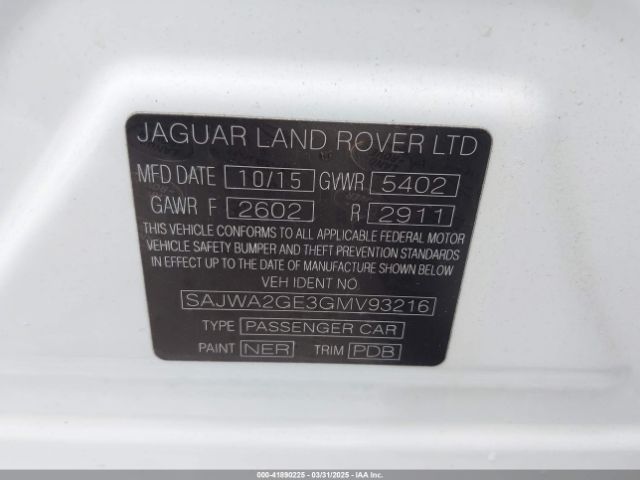 JAGUAR LAND ROVER LTD
MFD DATE 10/15 GVWR 5402
GAWR F 2602 R 2911
THIS VEHICLE CONFORMS TO ALL APPLICABLE FEDERAL MOTOR
VEHICLE SAFETY BUMPER AND THEFT PREVENTION STANDARDS
IN EFFECT UP TO THE DATE OF MANUFACTURE SHOWN BELOW
VEH IDENT NO
SAJWA2GE3GMV93216
TYPE PASSENGER CAR
PAINT NER TRIM PDB
000-41890225 - 03/31/2025 - IAA, Inc.